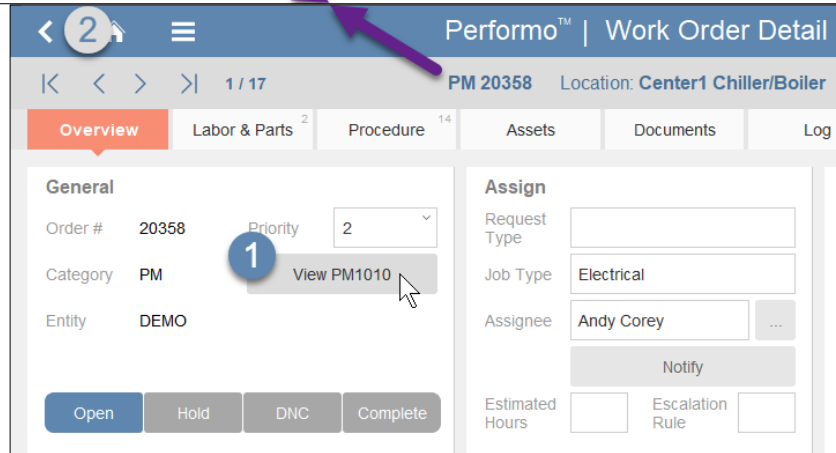 2
Performo™ | Work Order Detail
1 / 17
PM 20358 Location: Center1 Chiller/Boiler
Overview
Labor & Parts 2
Procedure 14
Assets
Documents
Log
General
Order # 20358 Priority 2
1
Category PM View PM1010
Entity DEMO
Open Hold DNC Complete
Assign
Request
Type
Job Type Electrical
Assignee Andy Corey ...
Notify
Estimated
Hours
Escalation
Rule